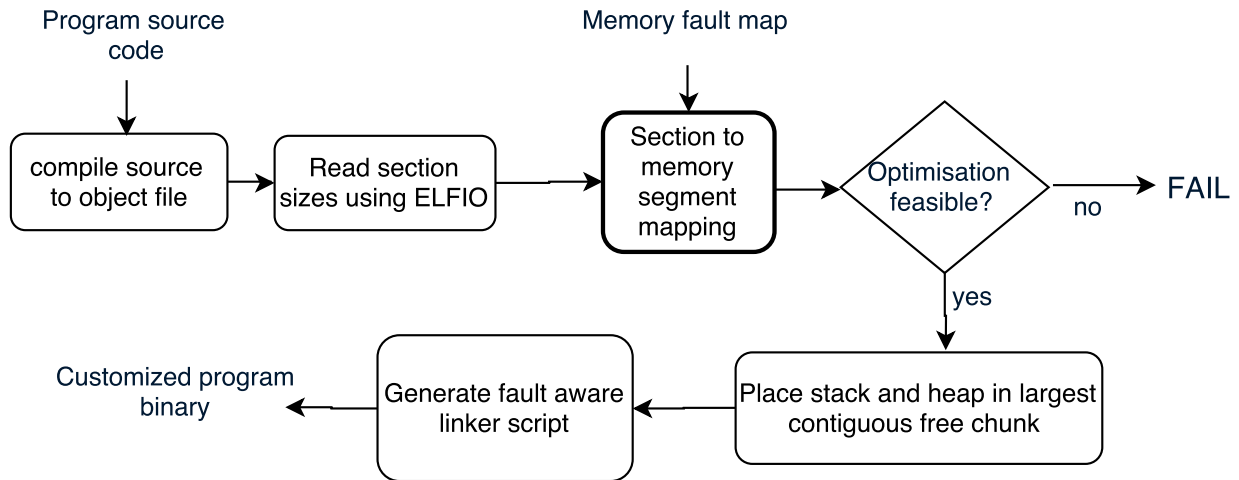 Program source
code
Memory fault map
compile source
to object file
Read section
sizes using ELFIO
Section to
memory
segment
mapping
Optimisation
feasible?
no
FAIL
yes
Place stack and heap in largest
contiguous free chunk
Generate fault aware
linker script
Customized program
binary